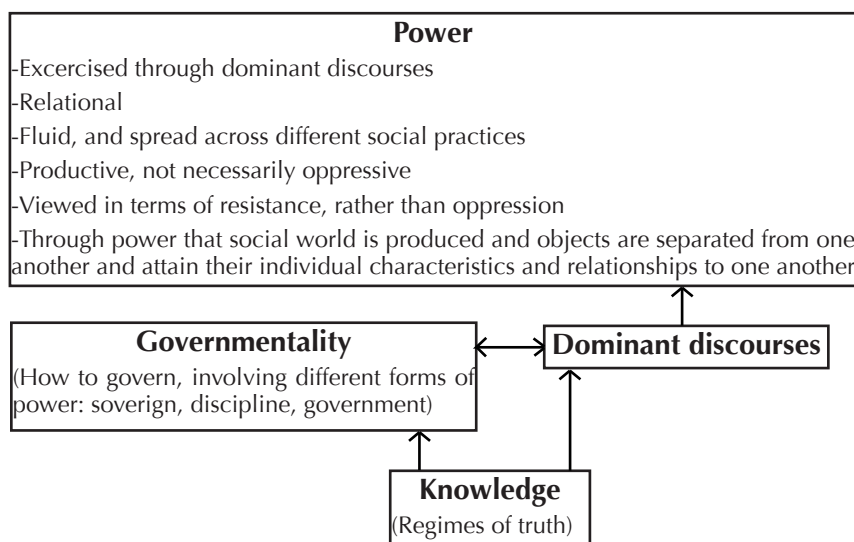 Power
-Excercised through dominant discourses
-Relational
-Fluid, and spread across different social practices
-Productive, not necessarily oppressive
-Viewed in terms of resistance, rather than oppression
-Through power that social world is produced and objects are separated from one
another and attain their individual characteristics and relationships to one another
Governmentality
(How to govern, involving different forms of
power: soverign, discipline, government)
Dominant discourses
Knowledge
(Regimes of truth)